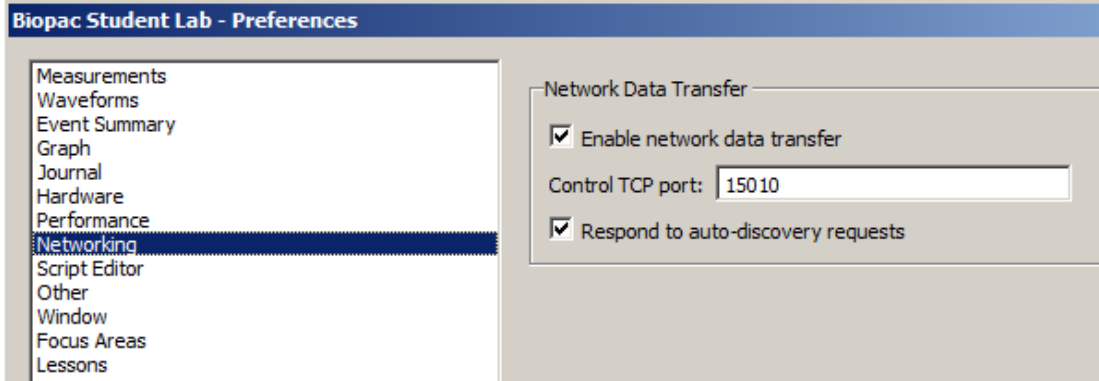 Biopac Student Lab - Preferences
Measurements
Waveforms
Event Summary
Graph
Journal
Hardware
Performance
Networking
Script Editor
Other
Window
Focus Areas
Lessons
Network Data Transfer
Enable network data transfer
Control TCP port: 15010
Respond to auto-discovery requests